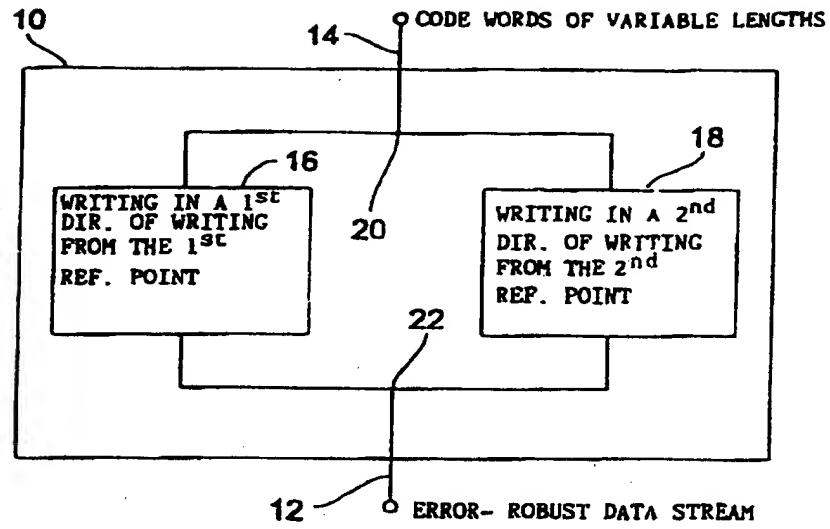 CODE WORDS OF VARIABLE LENGTHS
14
10
16
18
WRITING IN A 1st
DIR. OF WRITING
FROM THE 1st
REF. POINT
20
WRITING IN A 2nd
DIR. OF WRITING
FROM THE 2nd
REF. POINT
22
12
ERROR- ROBUST DATA STREAM